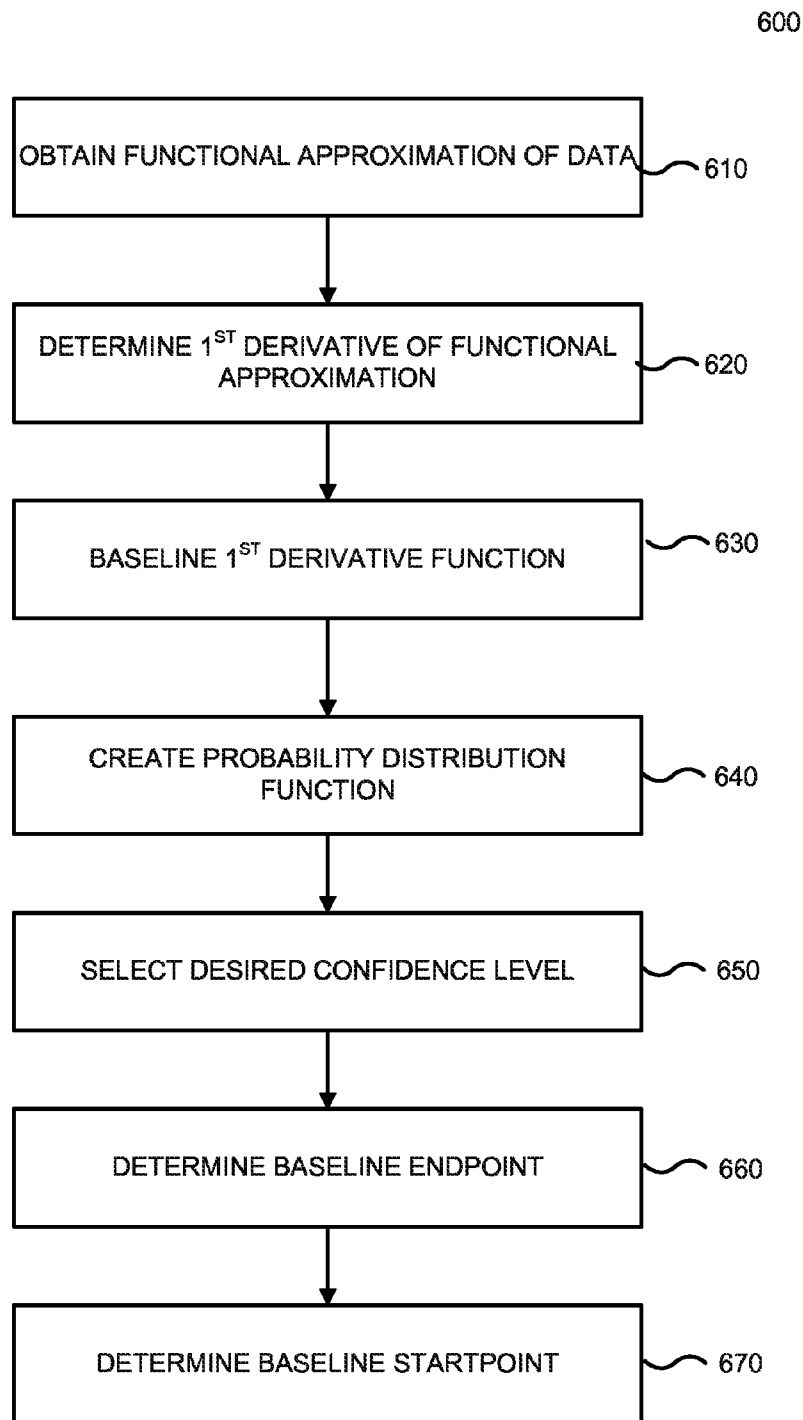 600
OBTAIN FUNCTIONAL APPROXIMATION OF DATA
610
DETERMINE 1ST DERIVATIVE OF FUNCTIONAL
APPROXIMATION
620
BASELINE 1ST DERIVATIVE FUNCTION
630
CREATE PROBABILITY DISTRIBUTION
FUNCTION
640
SELECT DESIRED CONFIDENCE LEVEL
650
DETERMINE BASELINE ENDPOINT
660
DETERMINE BASELINE STARTPOINT
670